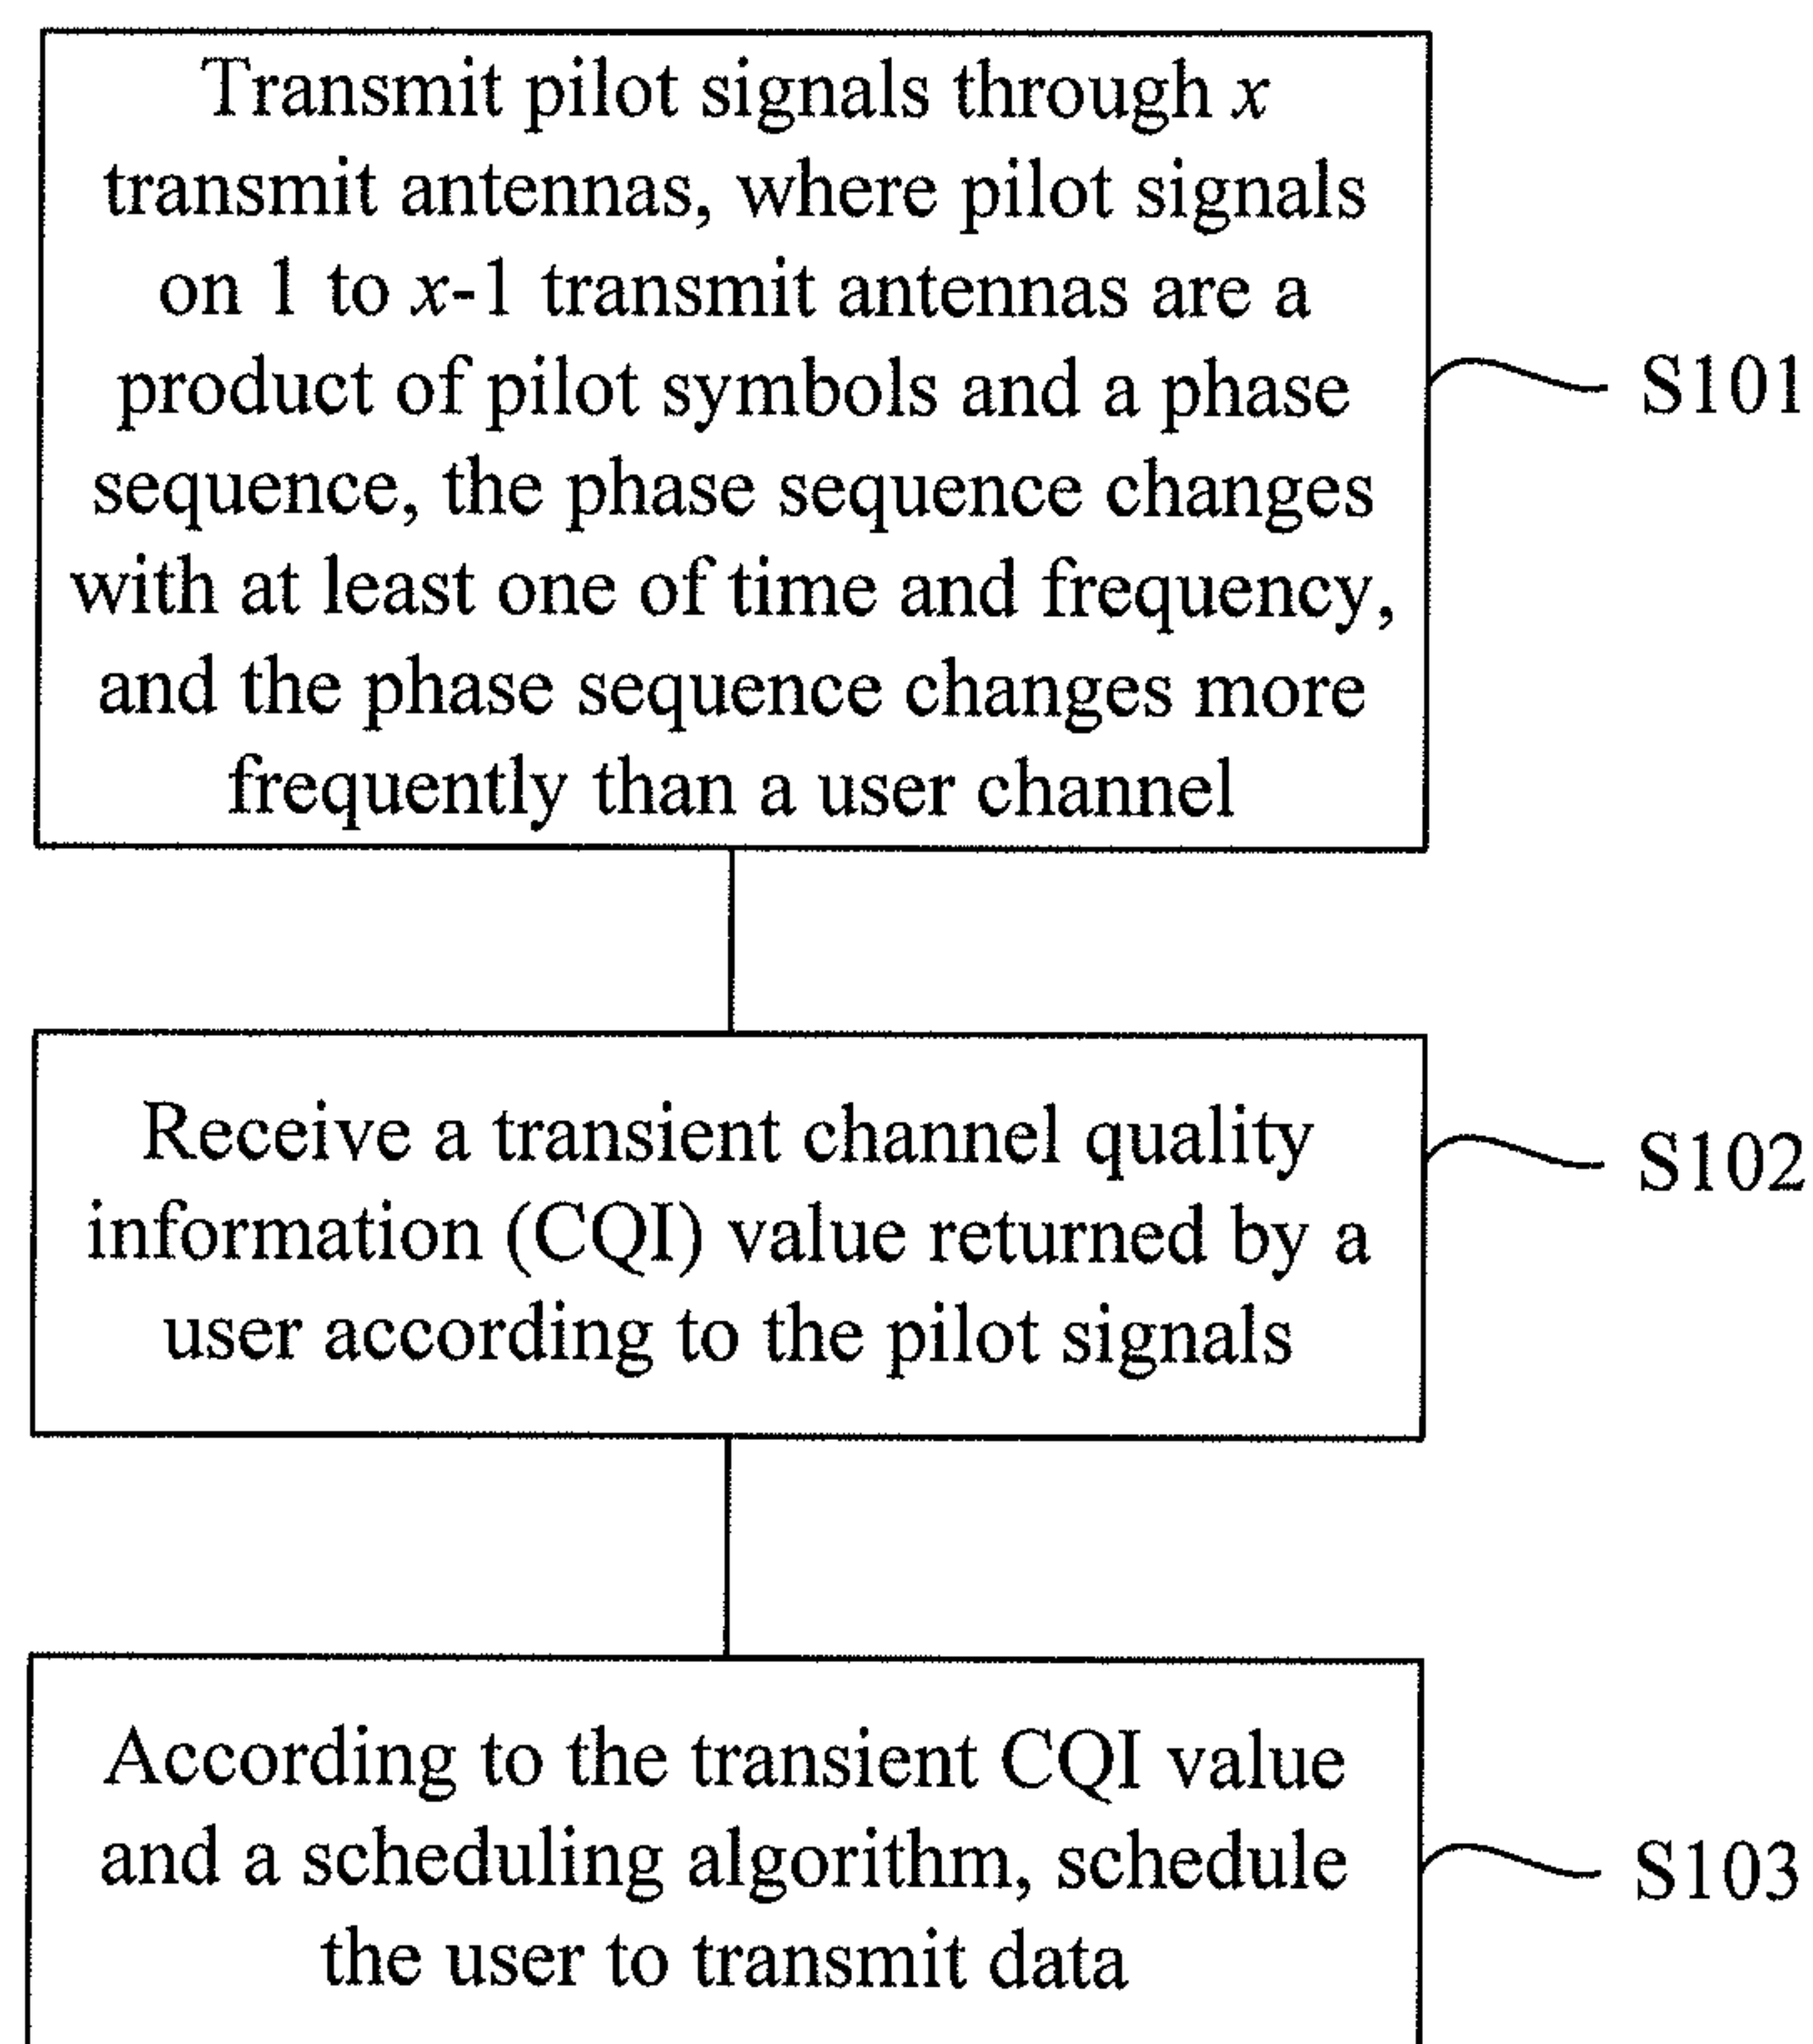 Transmit pilot signals through x
transmit antennas, where pilot signals
on 1 to x-1 transmit antennas are a
product of pilot symbols and a phase
sequence, the phase sequence changes
with at least one of time and frequency,
and the phase sequence changes more
frequently than a user channel
S101
Receive a transient channel quality
information (CQI) value returned by a
user according to the pilot signals
S102
According to the transient CQI value
and a scheduling algorithm, schedule
the user to transmit data
S103